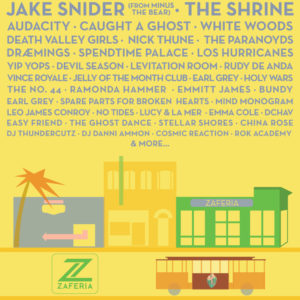 JAKE SNIDER (FROM MINUS THE BEAR) • THE SHRINE
AUDACITY • CAUGHT A GHOST • WHITE WOODS
DEATH VALLEY GIRLS • NICK THUNE • THE PARANOYDS
DRÆMINGS • SPENDTIME PALACE • LOS HURRICANES
YIP YOPS • DEVIL SEASON • LEVITATION ROOM • RUDY DE ANDA
VINCE ROYALE • JELLY OF THE MONTH CLUB • EARL GREY • HOLY WARS
THE NO. 44 • RAMONDA HAMMER • EMMITT JAMES • BUNDY
EARL GREY • SPARE PARTS FOR BROKEN HEARTS • MIND MONOGRAM
LEO JAMES CONROY • NO TIDES • LUCY & LA MER • EMMA COLE • DCHAY
EASY FRIEND • THE GHOST DANCE • STELLAR SHORES • CHINA ROSE
DJ THUNDERCUTZ • DJ DANNI AMMON • COSMIC REACTION • ROK ACADEMY
& MORE...
ZAFERIA
ZAFERIA